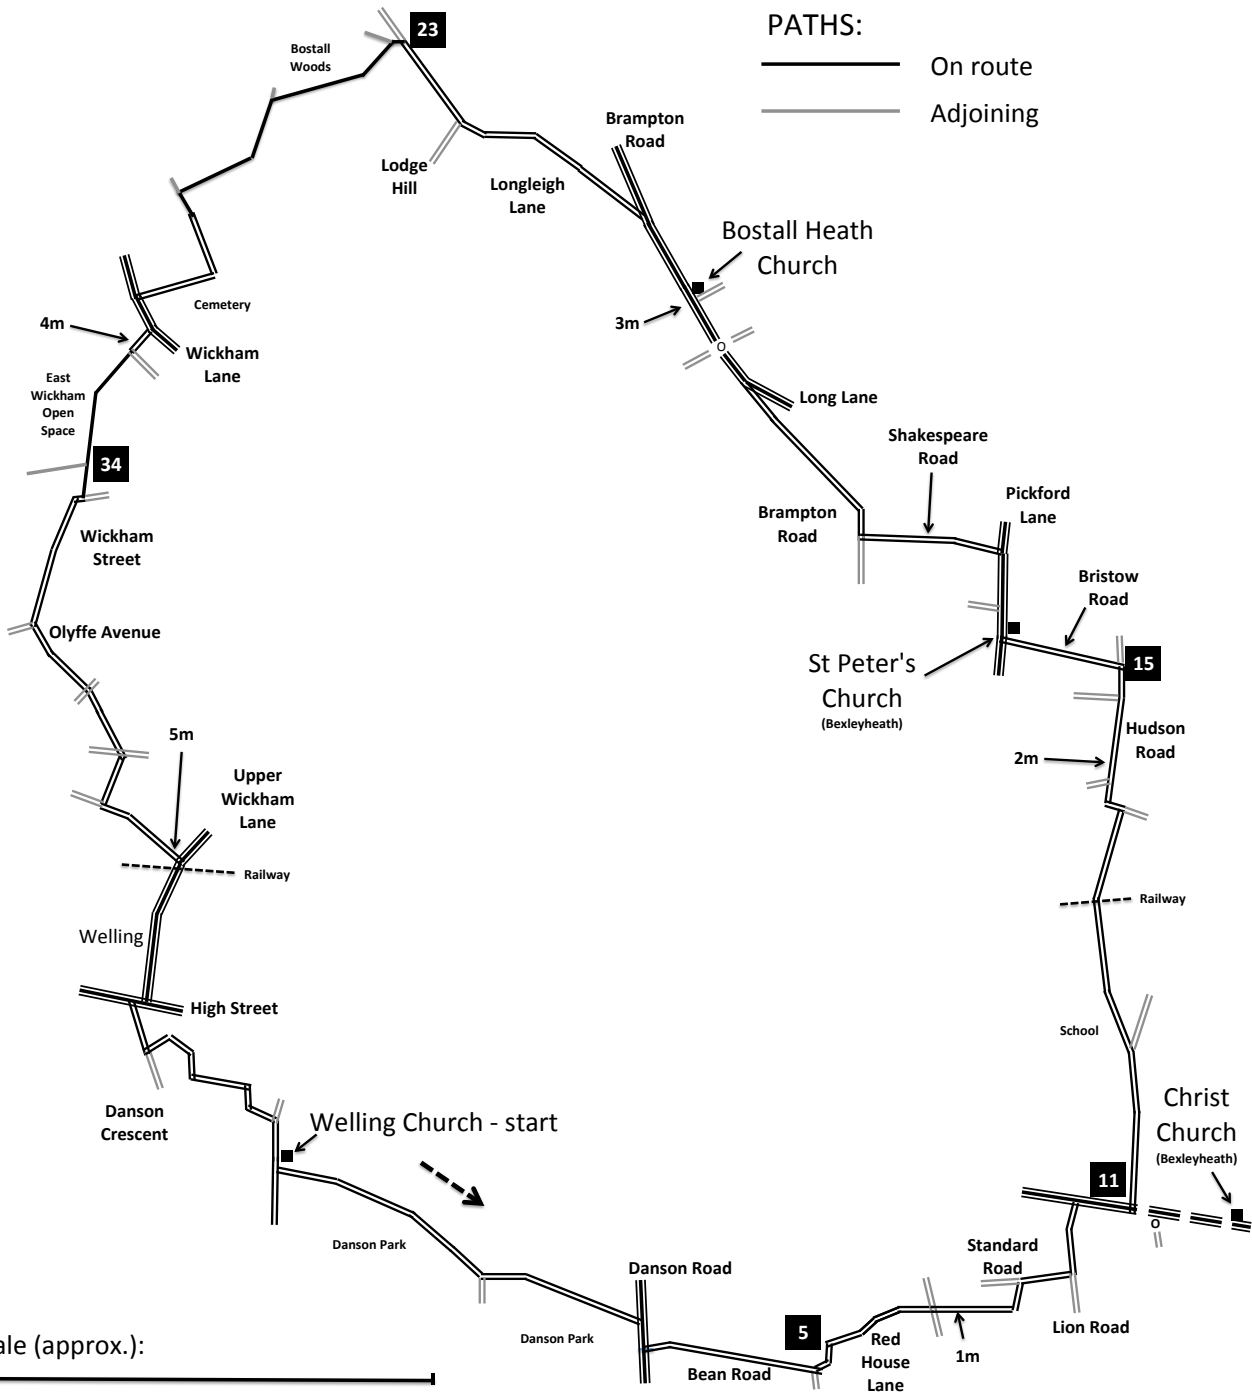 PATHS:
On route
Adjoining
23
Bostall
Woods
Lodge
Hill
Longleigh
Lane
Brampton
Road
Bostall Heath
Church
3m
Cemetery
4m
Wickham
Lane
East
Wickham
Open
Space
34
Long Lane
Shakespeare
Road
Pickford
Lane
Brampton
Road
Wickham
Street
Bristow
Road
Olyffe Avenue
St Peter's
Church
(Bexleyheath)
15
Hudson
Road
2m
5m
Upper
Wickham
Lane
Railway
Railway
Welling
High Street
School
Danson
Crescent
Welling Church - start
Christ
Church
(Bexleyheath)
11
Danson Park
Standard
Road
Danson Road
Lion Road
5
Danson Park
Red
House
Lane
1m
Bean Road
ale (approx.):